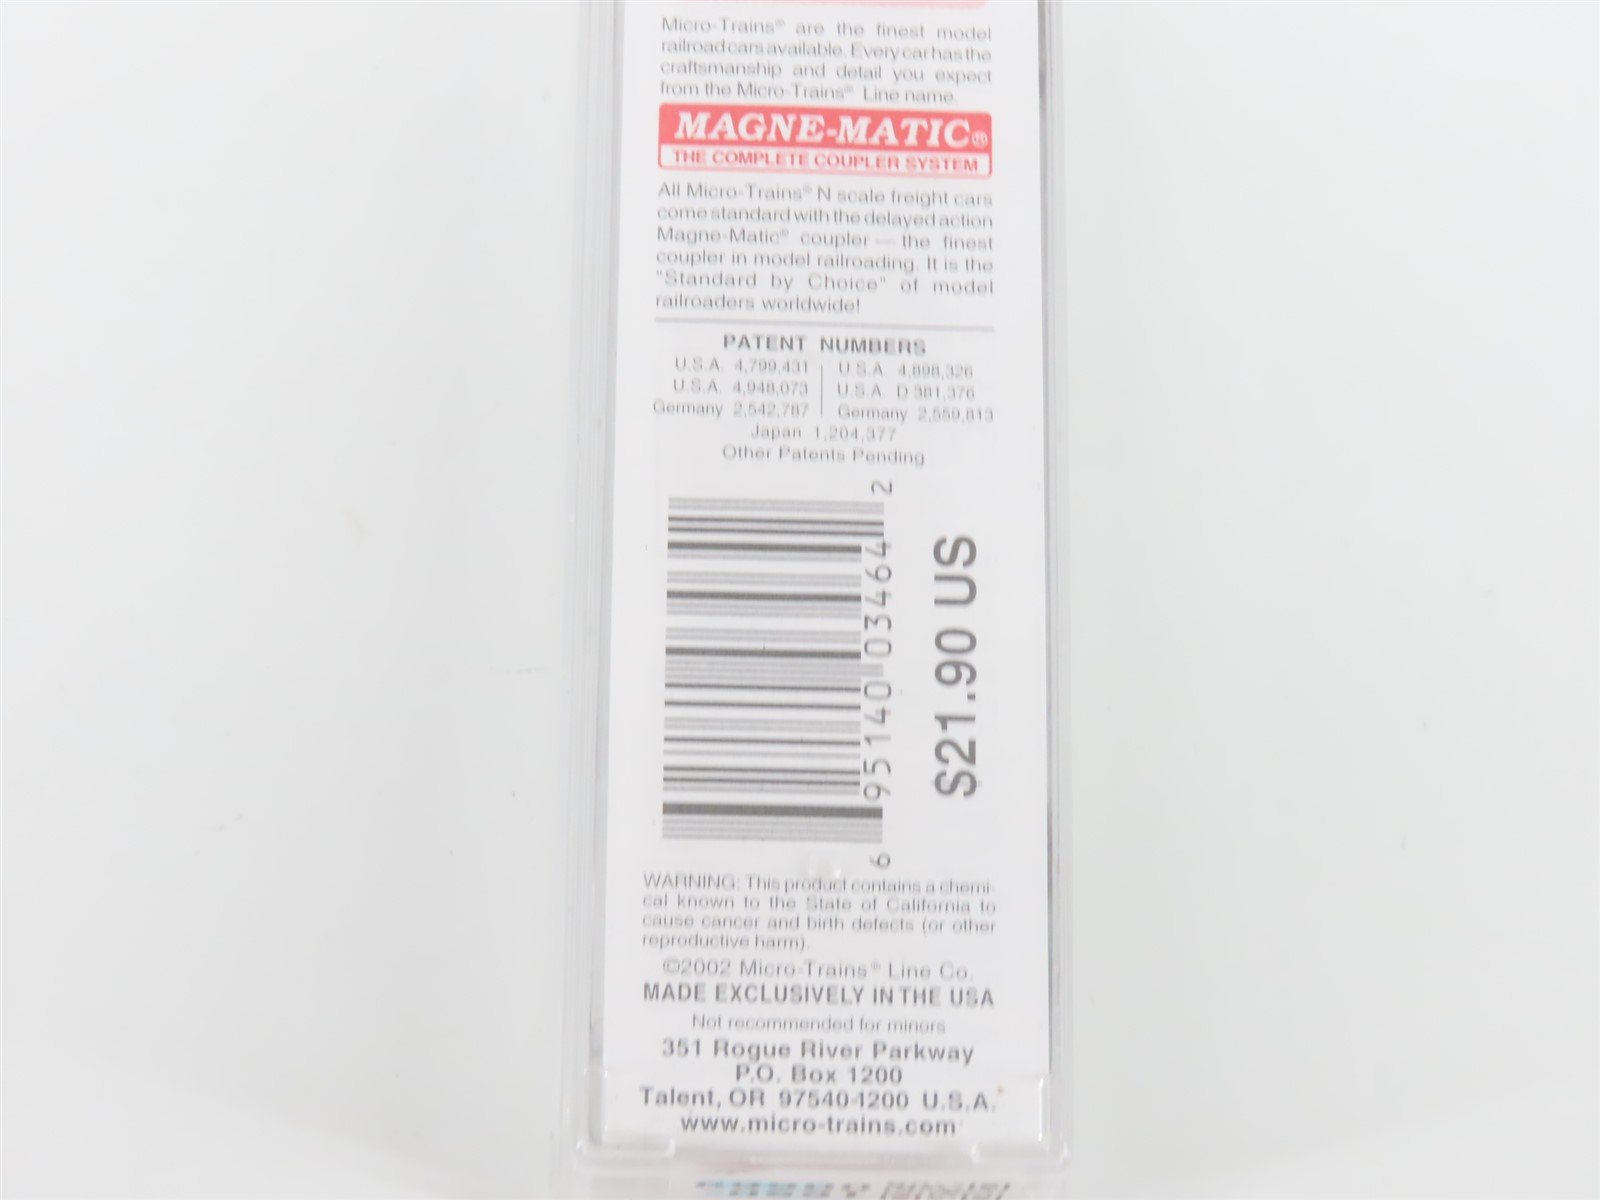 Micro-Trains® are the finest model
railroad cars available. Every car has the
craftsmanship and detail you expect
from the Micro-Trains® Line name.
MAGNE-MATIC®
THE COMPLETE COUPLER SYSTEM
All Micro-Trains® N scale freight cars
come standard with the delayed action
Magne-Matic® coupler — the finest
coupler in model railroading. It is the
"Standard by Choice" of model
railroaders worldwide!
PATENT NUMBERS
U.S.A. 4,799,431 | U.S.A. 4,898,326
U.S.A. 4,948,073 | U.S.A. D 381,376
Germany 2,542,787 | Germany 2,559,813
Japan 1,204,377
Other Patents Pending
6 95140 03464 2
$21.90 US
WARNING: This product contains a chemi-
cal known to the State of California to
cause cancer and birth defects (or other
reproductive harm).
©2002 Micro-Trains® Line Co.
MADE EXCLUSIVELY IN THE USA
Not recommended for minors
351 Rogue River Parkway
P.O. Box 1200
Talent, OR 97540-1200 U.S.A.
www.micro-trains.com